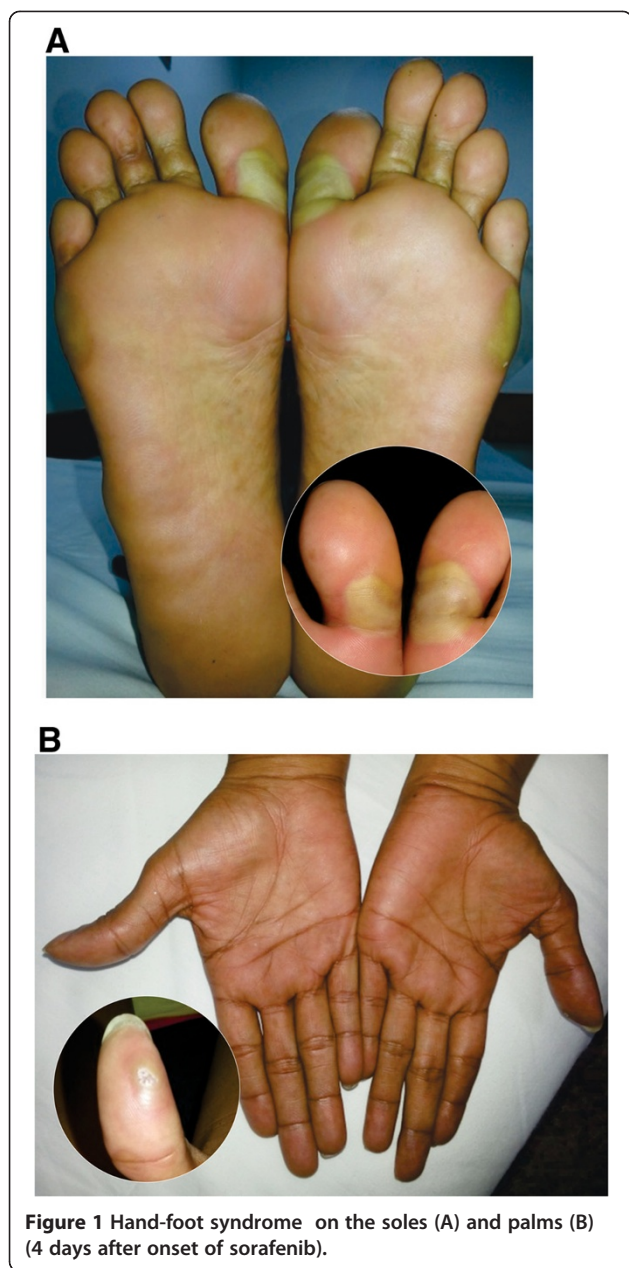 A
B
Figure 1 Hand-foot syndrome on the soles (A) and palms (B)
(4 days after onset of sorafenib).